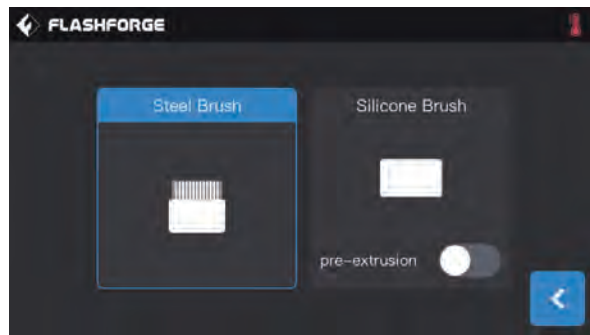 FLASHFORGE
Steel Brush
Silicone Brush
pre-extrusion